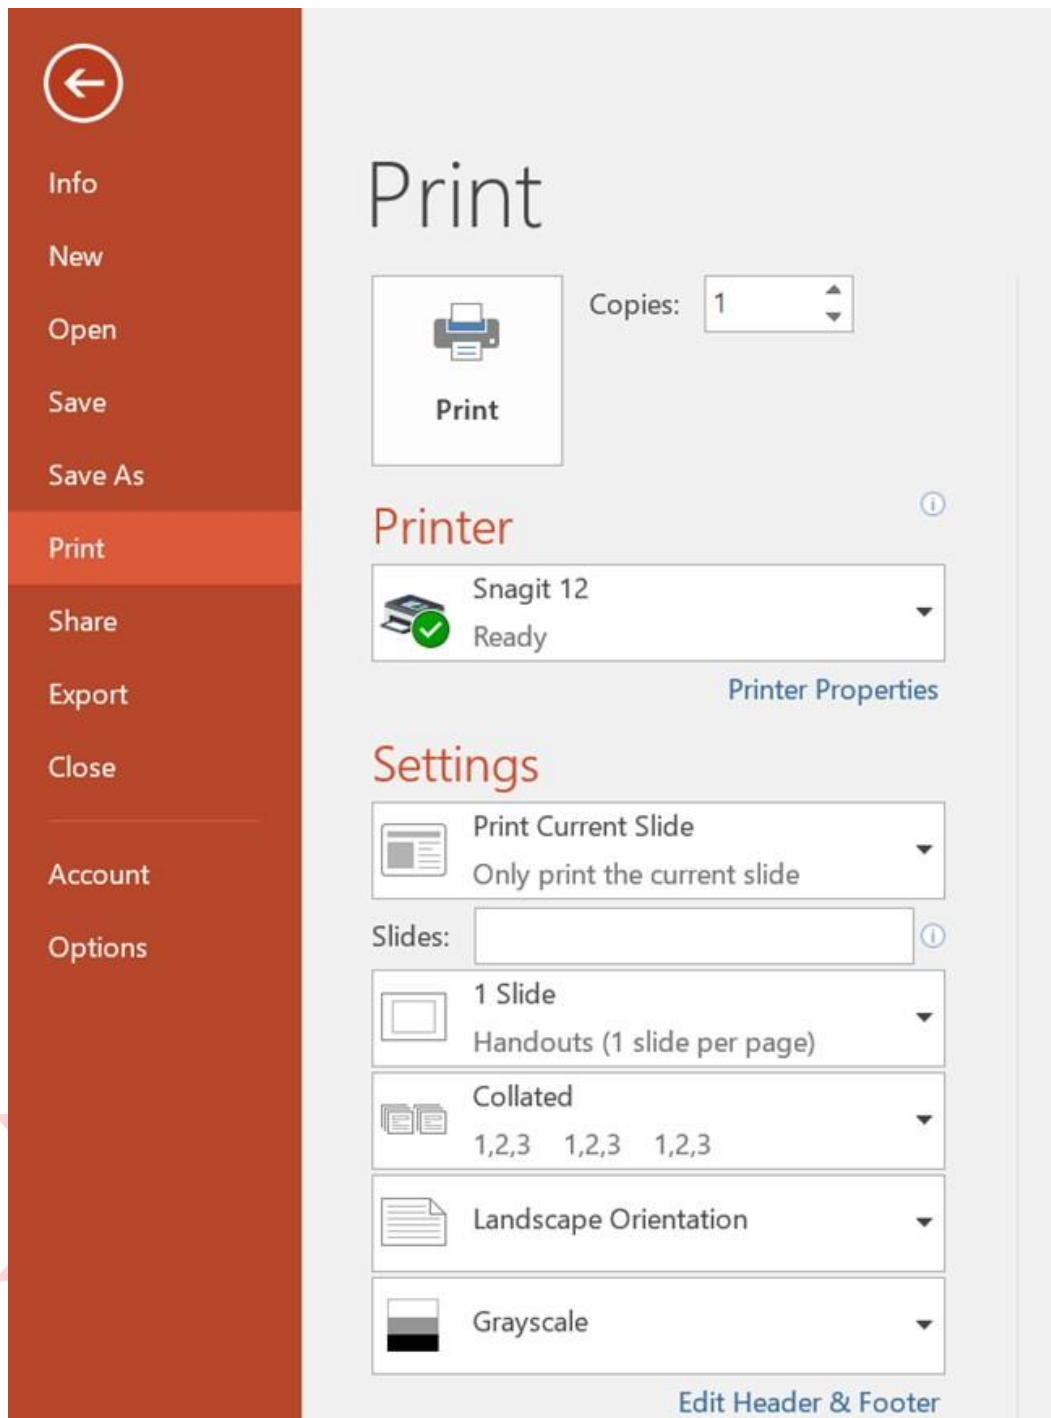 Info
New
Open
Save
Save As
Print
Share
Export
Close
Account
Options
Print
Print
Copies: 1
Printer
Snagit 12
Ready
Printer Properties
Settings
Print Current Slide
Only print the current slide
Slides:
1 Slide
Handouts (1 slide per page)
Collated
1,2,3 1,2,3 1,2,3
Landscape Orientation
Grayscale
Edit Header & Footer